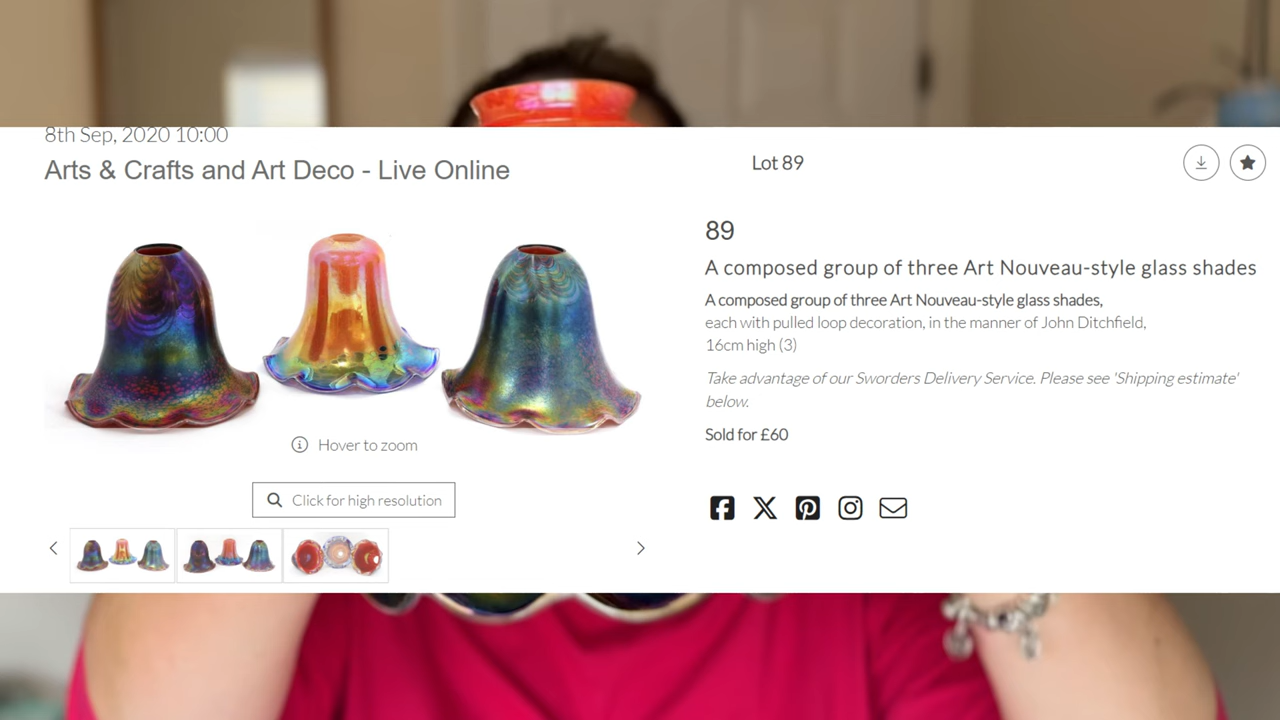 8th Sep, 2020 10:00
Arts & Crafts and Art Deco - Live Online
Hover to zoom
Click for high resolution
Lot 89
89
A composed group of three Art Nouveau-style glass shades
A composed group of three Art Nouveau-style glass shades,
each with pulled loop decoration, in the manner of John Ditchfield,
16cm high (3)
Take advantage of our Sworders Delivery Service. Please see 'Shipping estimate'
below.
Sold for £60